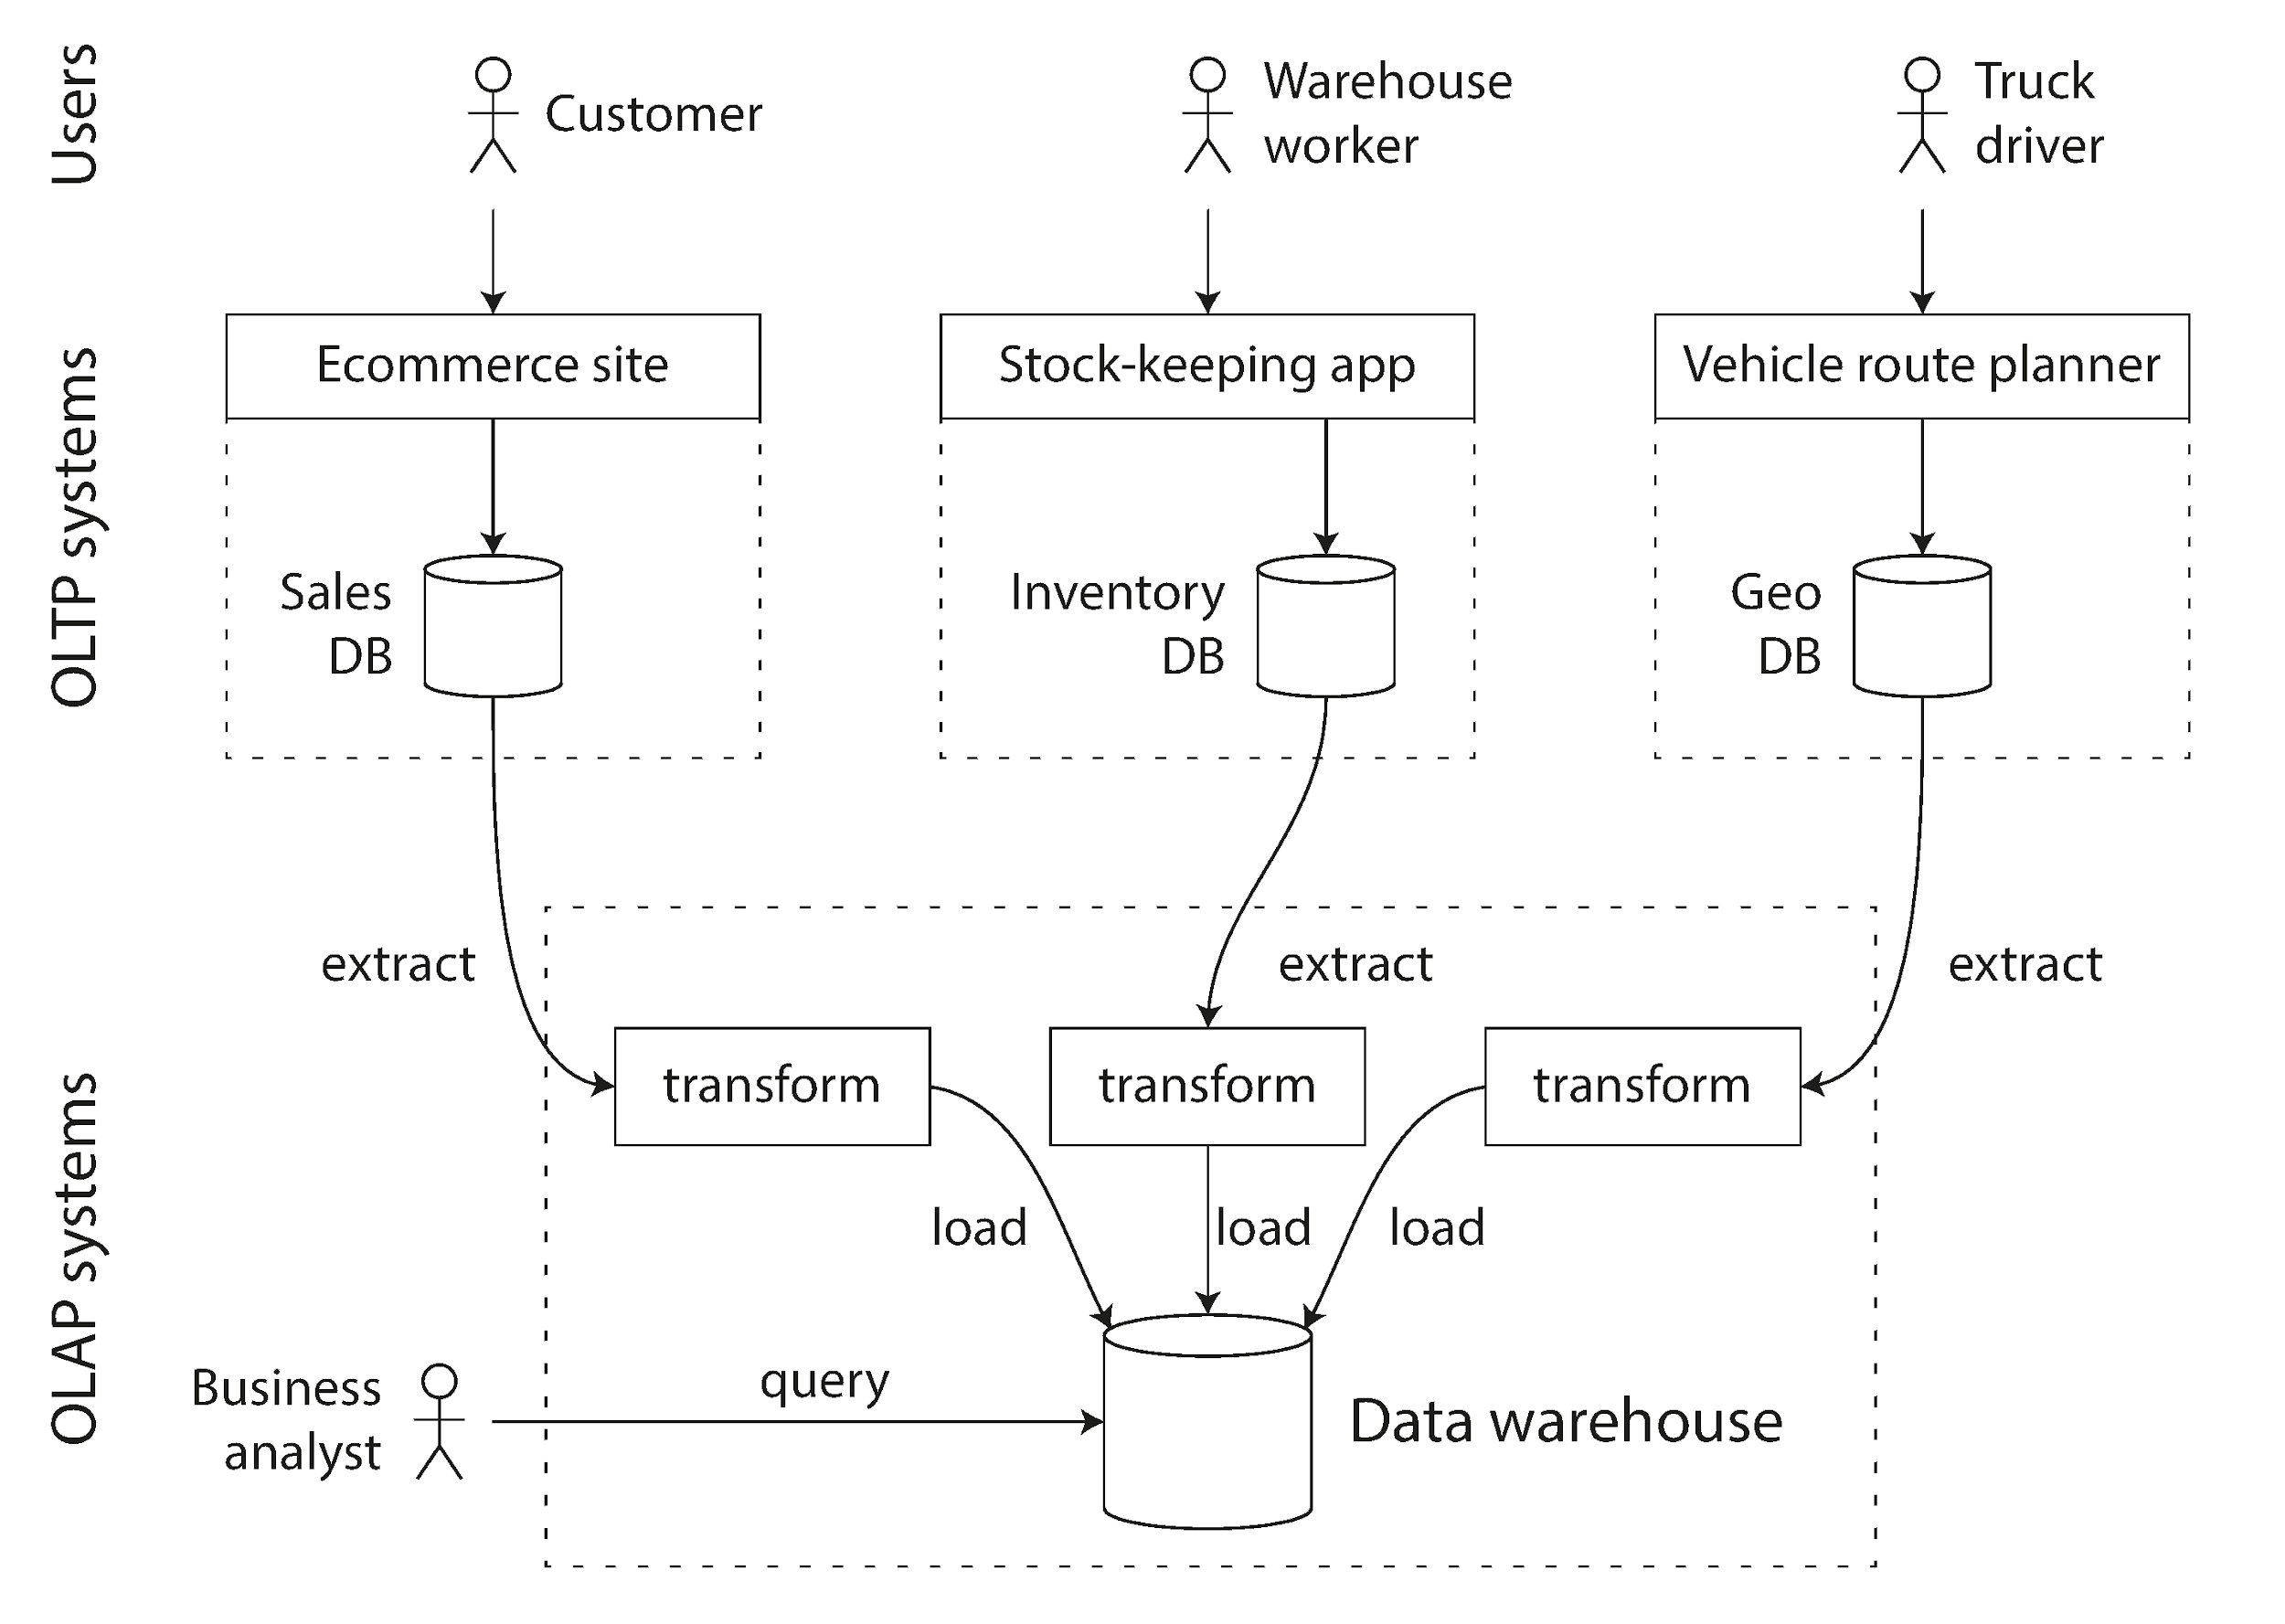 Users
Customer
Warehouse
worker
Truck
driver
OLTP systems
Ecommerce site
Stock-keeping app
Vehicle route planner
Sales
DB
Inventory
DB
Geo
DB
OLAP systems
extract
extract
extract
transform
transform
transform
load
load
load
Business
analyst
query
Data warehouse